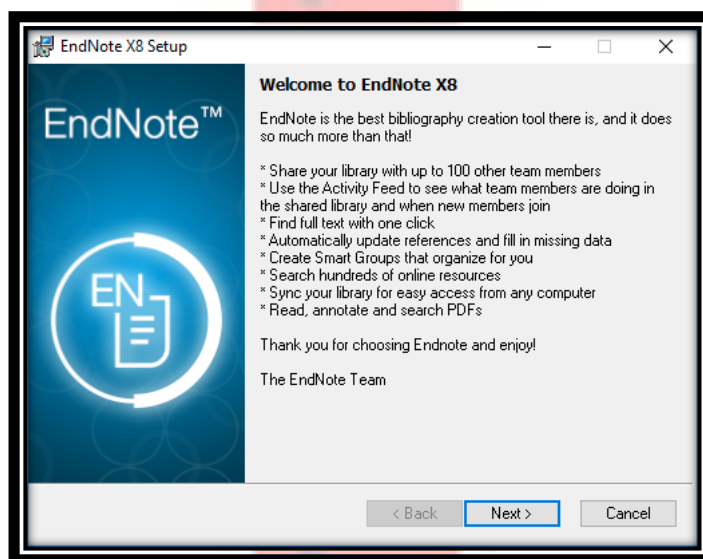 EndNote X8 Setup
EndNote™
EN
Welcome to EndNote X8
EndNote is the best bibliography creation tool there is, and it does
so much more than that!
* Share your library with up to 100 other team members
* Use the Activity Feed to see what team members are doing in
the shared library and when new members join
* Find full text with one click
* Automatically update references and fill in missing data
* Create Smart Groups that organize for you
* Search hundreds of online resources
* Sync your library for easy access from any computer
* Read, annotate and search PDFs
Thank you for choosing Endnote and enjoy!
The EndNote Team
< Back
Next >
Cancel